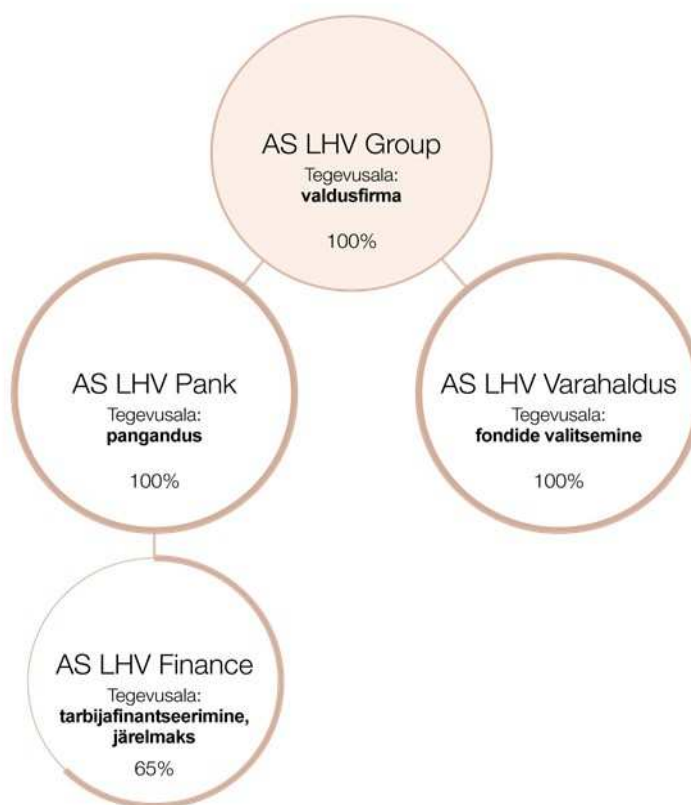 AS LHV Group
Tegevusala:
valdusfirma
100%
AS LHV Pank
Tegevusala:
pangandus
100%
AS LHV Varahaldus
Tegevusala:
fondide valitsemine
100%
AS LHV Finance
Tegevusala:
tarbijafinantseerimine,
järelmaks
65%